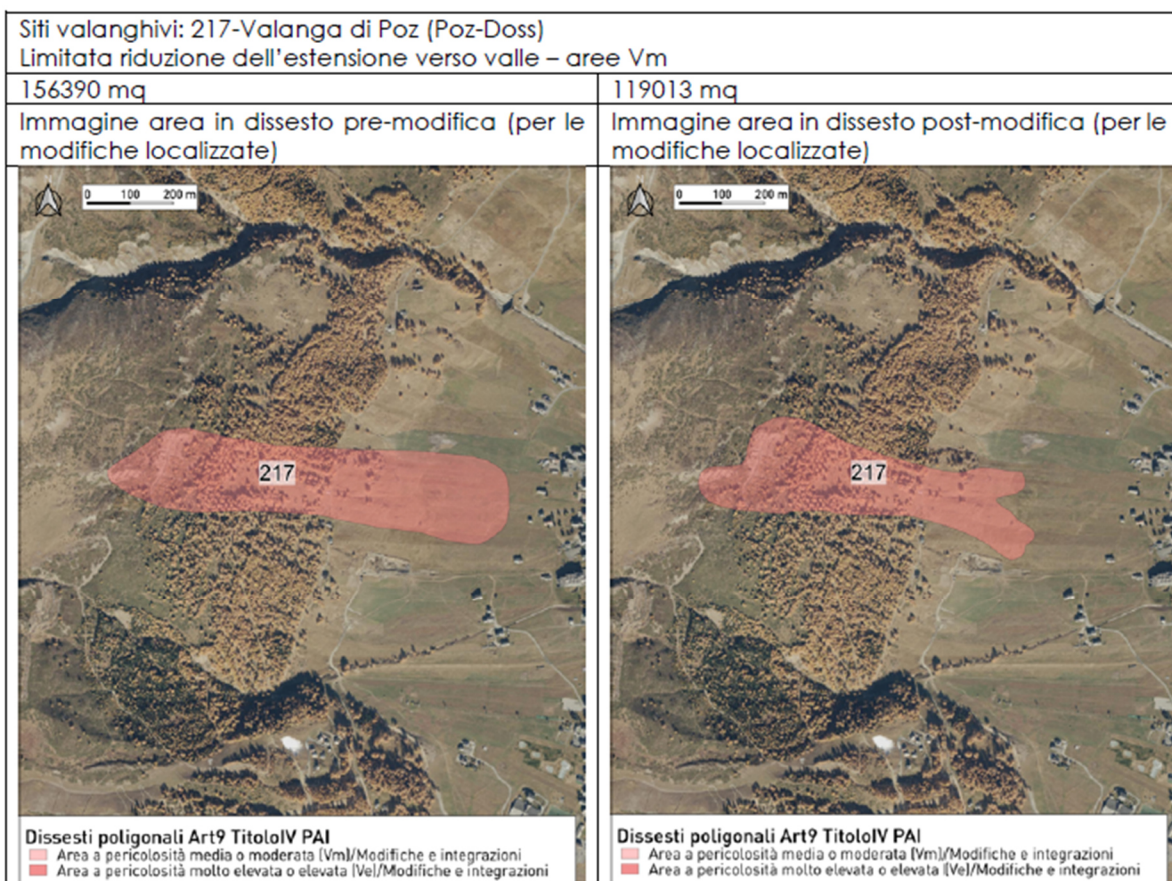 Siti valanghivi: 217-Valanga di Poz (Poz-Doss)
Limitata riduzione dell'estensione verso valle – aree Vm
156390 mq
119013 mq
Immagine area in dissesto pre-modifica (per le
modifiche localizzate)
Immagine area in dissesto post-modifica (per le
modifiche localizzate)
0 100 200 m
217
Dissesti poligonali Art9 TitoloIV PAI
Area a pericolosità media o moderata (Vm)/Modifiche e integrazioni
Area a pericolosità molto elevata o elevata (Ve)/Modifiche e integrazioni
0 100 200 m
217
Dissesti poligonali Art9 TitoloIV PAI
Area a pericolosità media o moderata (Vm)/Modifiche e integrazioni
Area a pericolosità molto elevata o elevata (Ve)/Modifiche e integrazioni